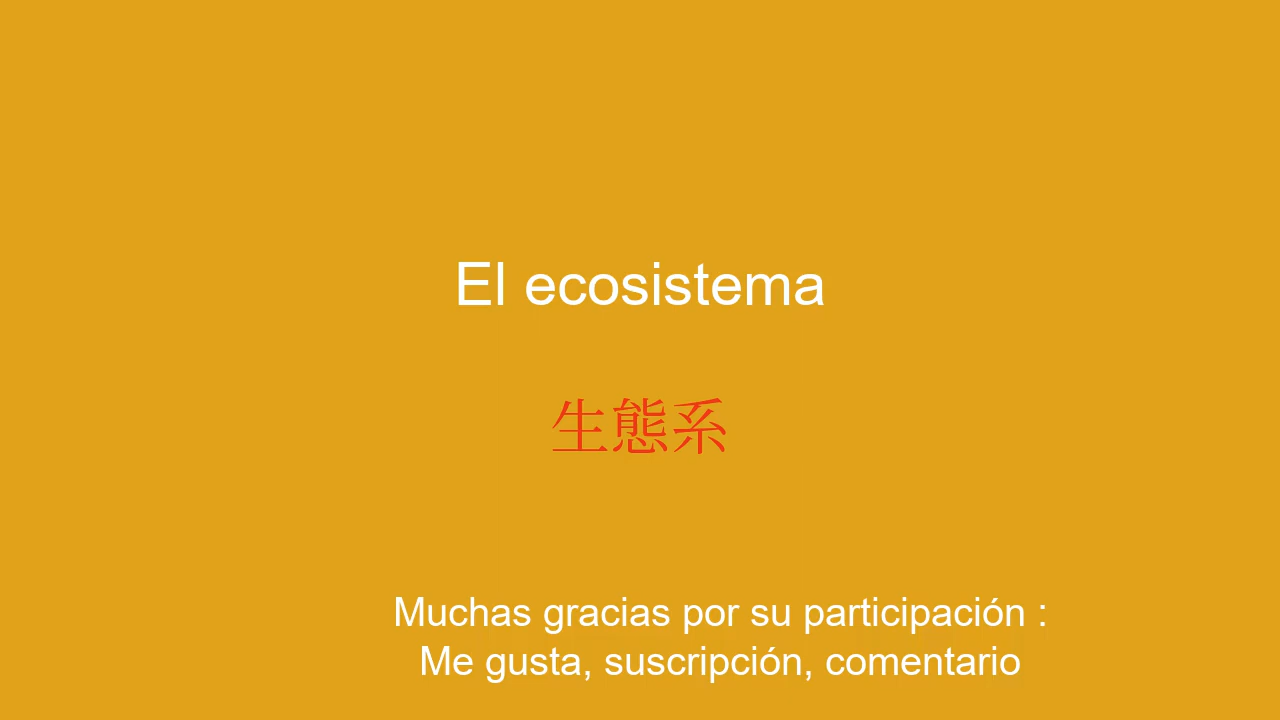 El ecosistema
生態系
Muchas gracias por su participación :
Me gusta, suscripción, comentario